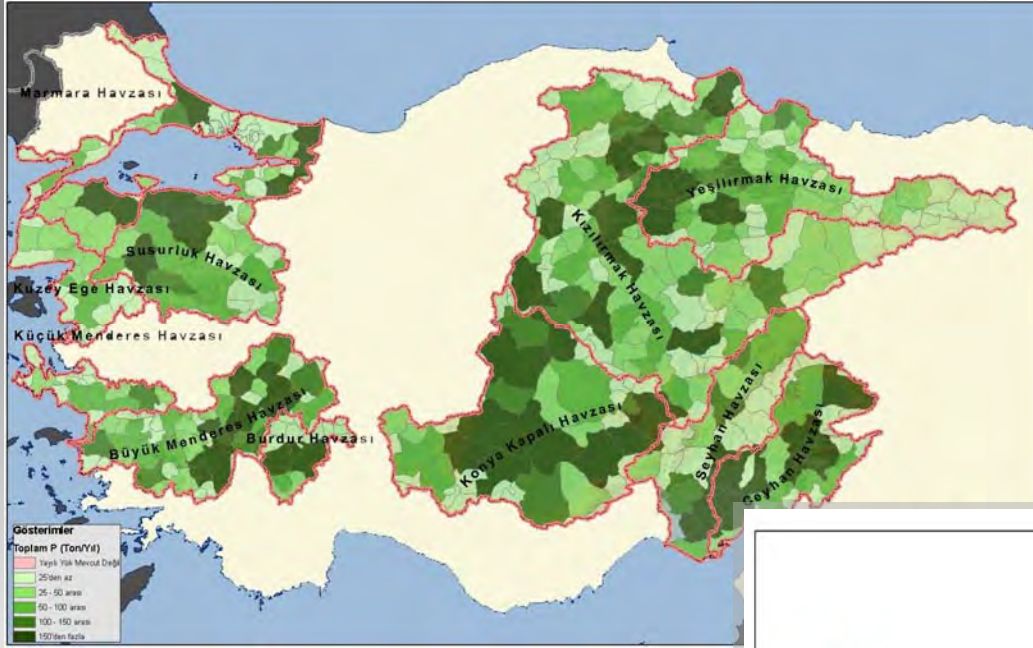 Marmara Havzası
Susurluk Havzası
Kuzey Ege Havzası
Küçük Menderes Havzası
Büyük Menderes Havzası
Burdur Havzası
Konya Kapalı Havzası
Kızılırmak Havzası
Yeşilırmak Havzası
Seyhan Havzası
Ceyhan Havzası
Gösterimler
Toplam P (Ton/Yıl)
Yayılı Yük Mevcut Değil
25'den az
25 - 50 arası
50 - 100 arası
100 - 150 arası
150'den fazla